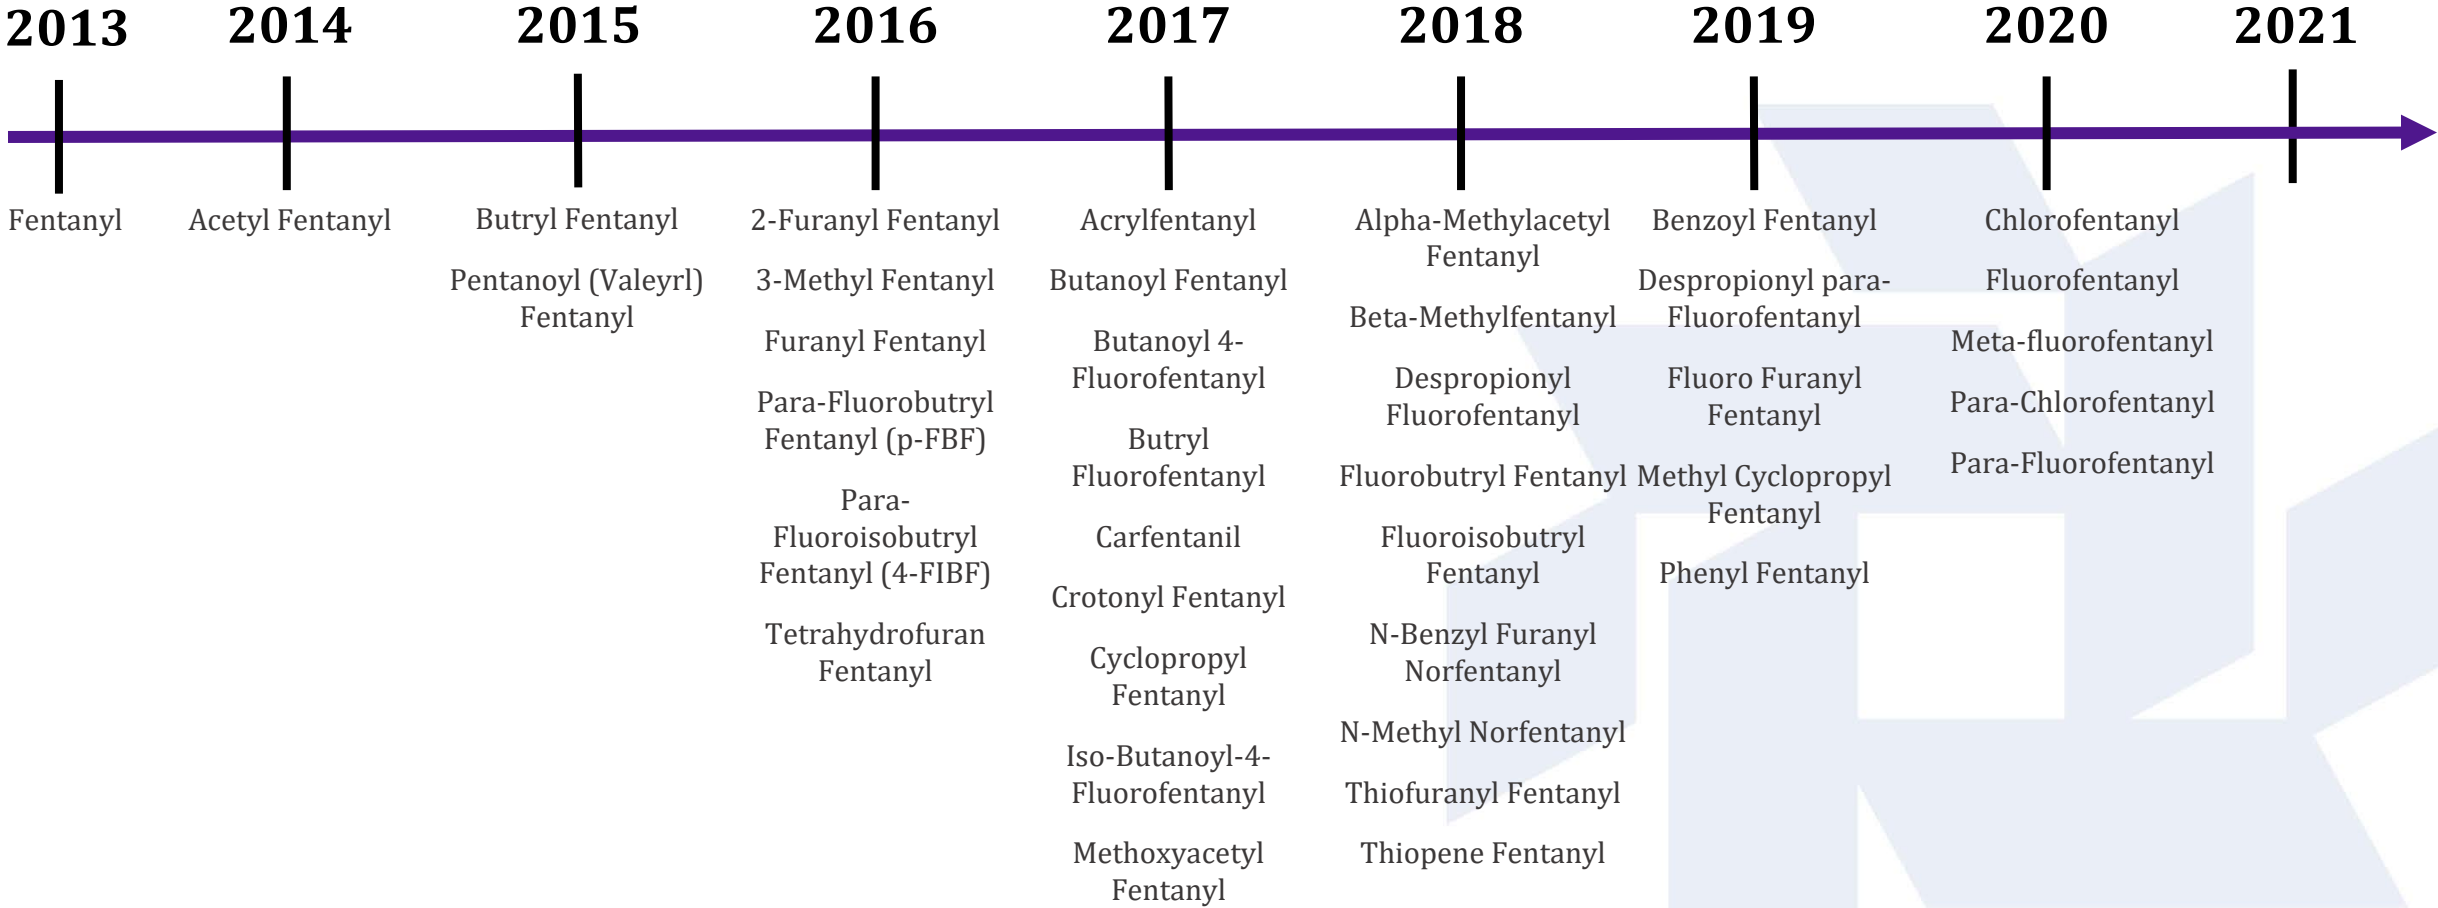 2013
2014
2015
2016
2017
2018
2019
2020
2021
Fentanyl
Acetyl Fentanyl
Butryl Fentanyl
Pentanoyl (Valeyrl)
Fentanyl
2-Furanyl Fentanyl
3-Methyl Fentanyl
Furanyl Fentanyl
Para-Fluorobutryl
Fentanyl (p-FBF)
Para-
Fluoroisobutryl
Fentanyl (4-FIBF)
Tetrahydrofuran
Fentanyl
Acrylfentanyl
Butanoyl Fentanyl
Butanoyl 4-
Fluorofentanyl
Butryl
Fluorofentanyl
Carfentanil
Crotonyl Fentanyl
Cyclopropyl
Fentanyl
Iso-Butanoyl-4-
Fluorofentanyl
Methoxyacetyl
Fentanyl
Alpha-Methylacetyl
Fentanyl
Beta-Methylfentanyl
Despropionyl
Fluorofentanyl
Fluorobutryl Fentanyl
Fluoroisobutryl
Fentanyl
N-Benzyl Furanyl
Norfentanyl
N-Methyl Norfentanyl
Thiofuranyl Fentanyl
Thiopene Fentanyl
Benzoyl Fentanyl
Despropionyl para-
Fluorofentanyl
Fluoro Furanyl
Fentanyl
Methyl Cyclopropyl
Fentanyl
Phenyl Fentanyl
Chlorofentanyl
Fluorofentanyl
Meta-fluorofentanyl
Para-Chlorofentanyl
Para-Fluorofentanyl